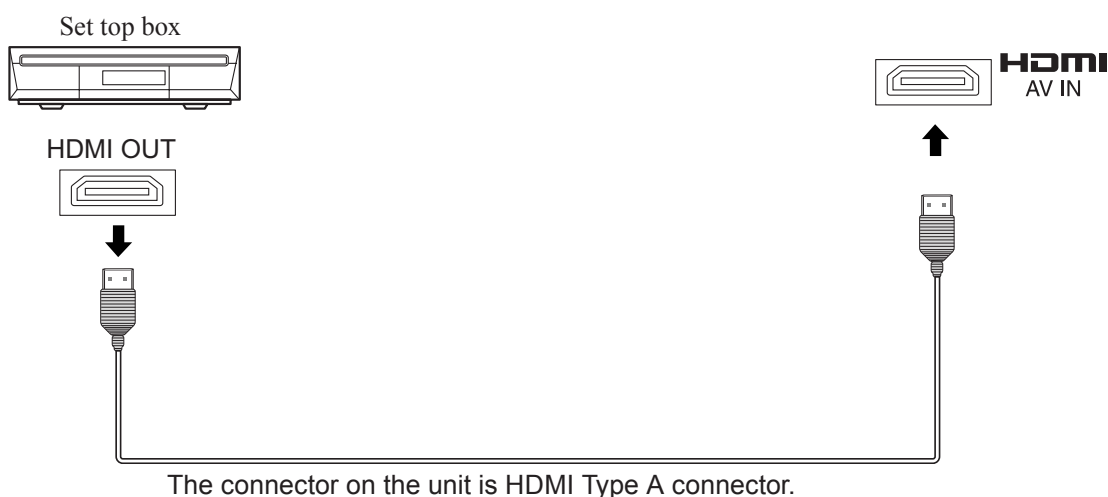 Set top box
HDMI
AV IN
HDMI OUT
The connector on the unit is HDMI Type A connector.